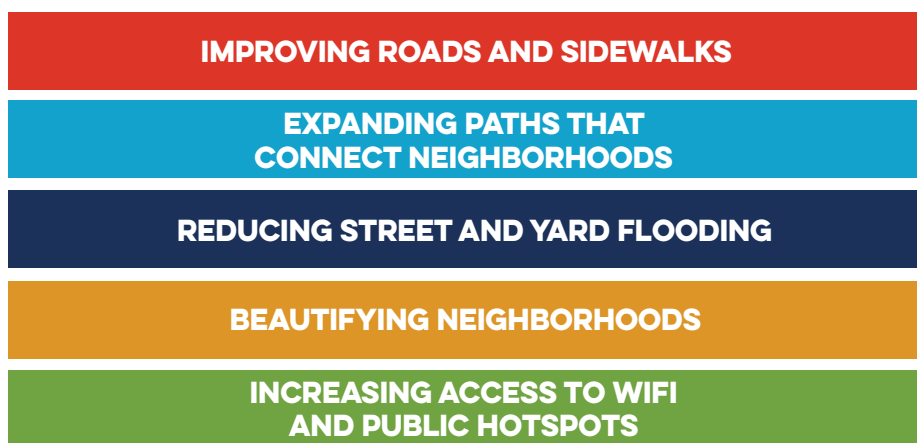 IMPROVING ROADS AND SIDEWALKS
EXPANDING PATHS THAT
CONNECT NEIGHBORHOODS
REDUCING STREET AND YARD FLOODING
BEAUTIFYING NEIGHBORHOODS
INCREASING ACCESS TO WIFI
AND PUBLIC HOTSPOTS